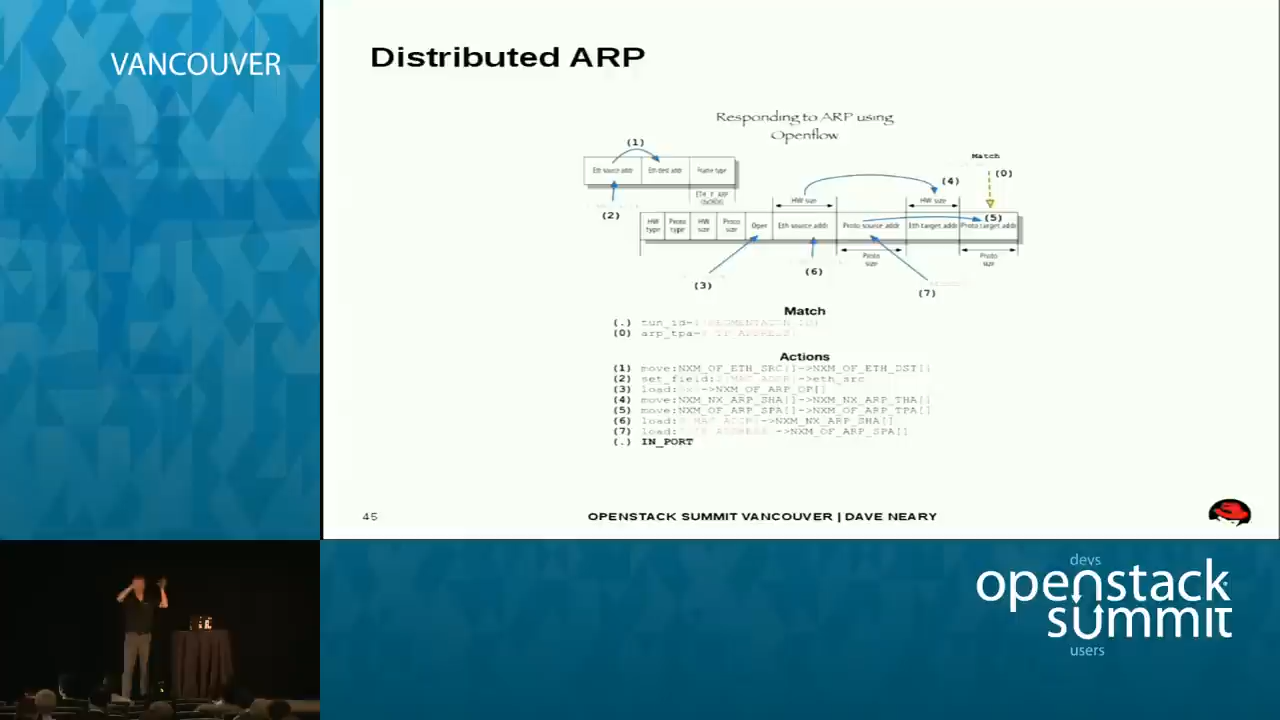 VANCOUVER
Distributed ARP
Responding to ARP using
Openflow
(1)
Match
(0)
(4)
Eth source addr
Eth dest addr
Frame type
ETH_P_ARP
(2)
HW size
HW size
(5)
HW type
Proto type
HW size
Proto size
Oper
Eth source addr
Proto source addr
Eth target addr
Proto target addr
(6)
Proto size
Proto size
(3)
(7)
Match
(.) tun_id=
(0) arp_tpa=
Actions
(1) move:NXM_OF_ETH_SRC[]->NXM_OF_ETH_DST[]
(2) set_field: ->eth_src
(3) load: ->NXM_OF_ARP_OP[]
(4) move:NXM_NX_ARP_SHA[]->NXM_NX_ARP_THA[]
(5) move:NXM_OF_ARP_SPA[]->NXM_OF_ARP_TPA[]
(6) load: ->NXM_NX_ARP_SHA[]
(7) load: ->NXM_OF_ARP_SPA[]
(.) IN_PORT
45
OPENSTACK SUMMIT VANCOUVER | DAVE NEARY
devs
openstack
summit
users